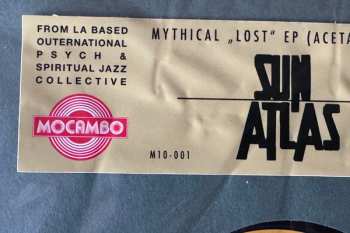 FROM LA BASED
OUTERNATIONAL
PSYCH &
SPIRITUAL JAZZ
COLLECTIVE
MOCAMBO
MYTHICAL „LOST" EP (ACETA
SUN
ATLAS
M10-001